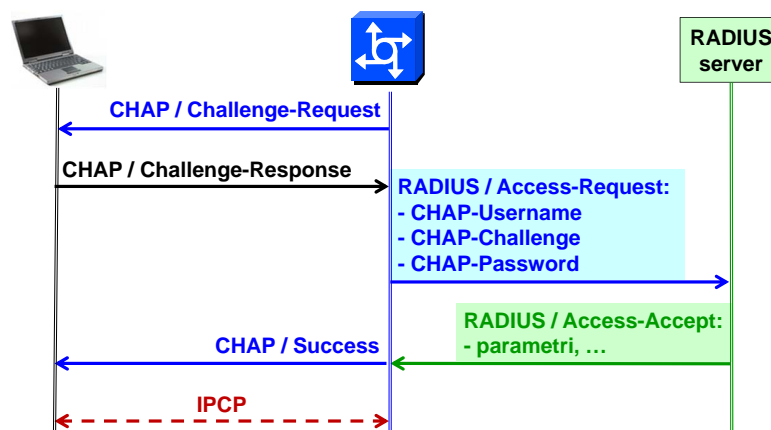 RADIUS
server
CHAP / Challenge-Request
CHAP / Challenge-Response
RADIUS / Access-Request:
- CHAP-Username
- CHAP-Challenge
- CHAP-Password
RADIUS / Access-Accept:
- parametri, …
CHAP / Success
IPCP